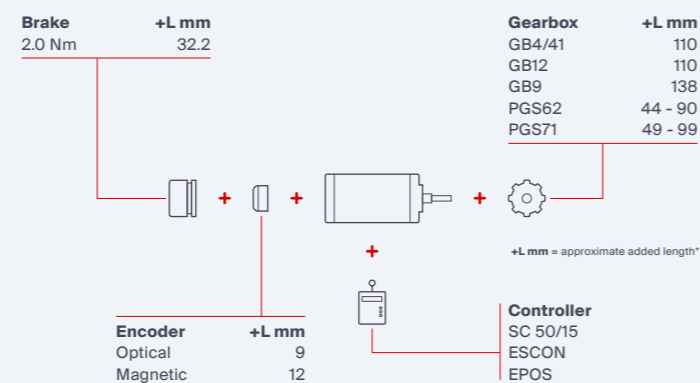 Brake +L mm
2.0 Nm 32.2
Gearbox +L mm
GB4/41 110
GB12 110
GB9 138
PGS62 44 - 90
PGS71 49 - 99
+ + +
+L mm = approximate added length*
+
Encoder +L mm
Optical 9
Magnetic 12
Controller
SC 50/15
ESCON
EPOS